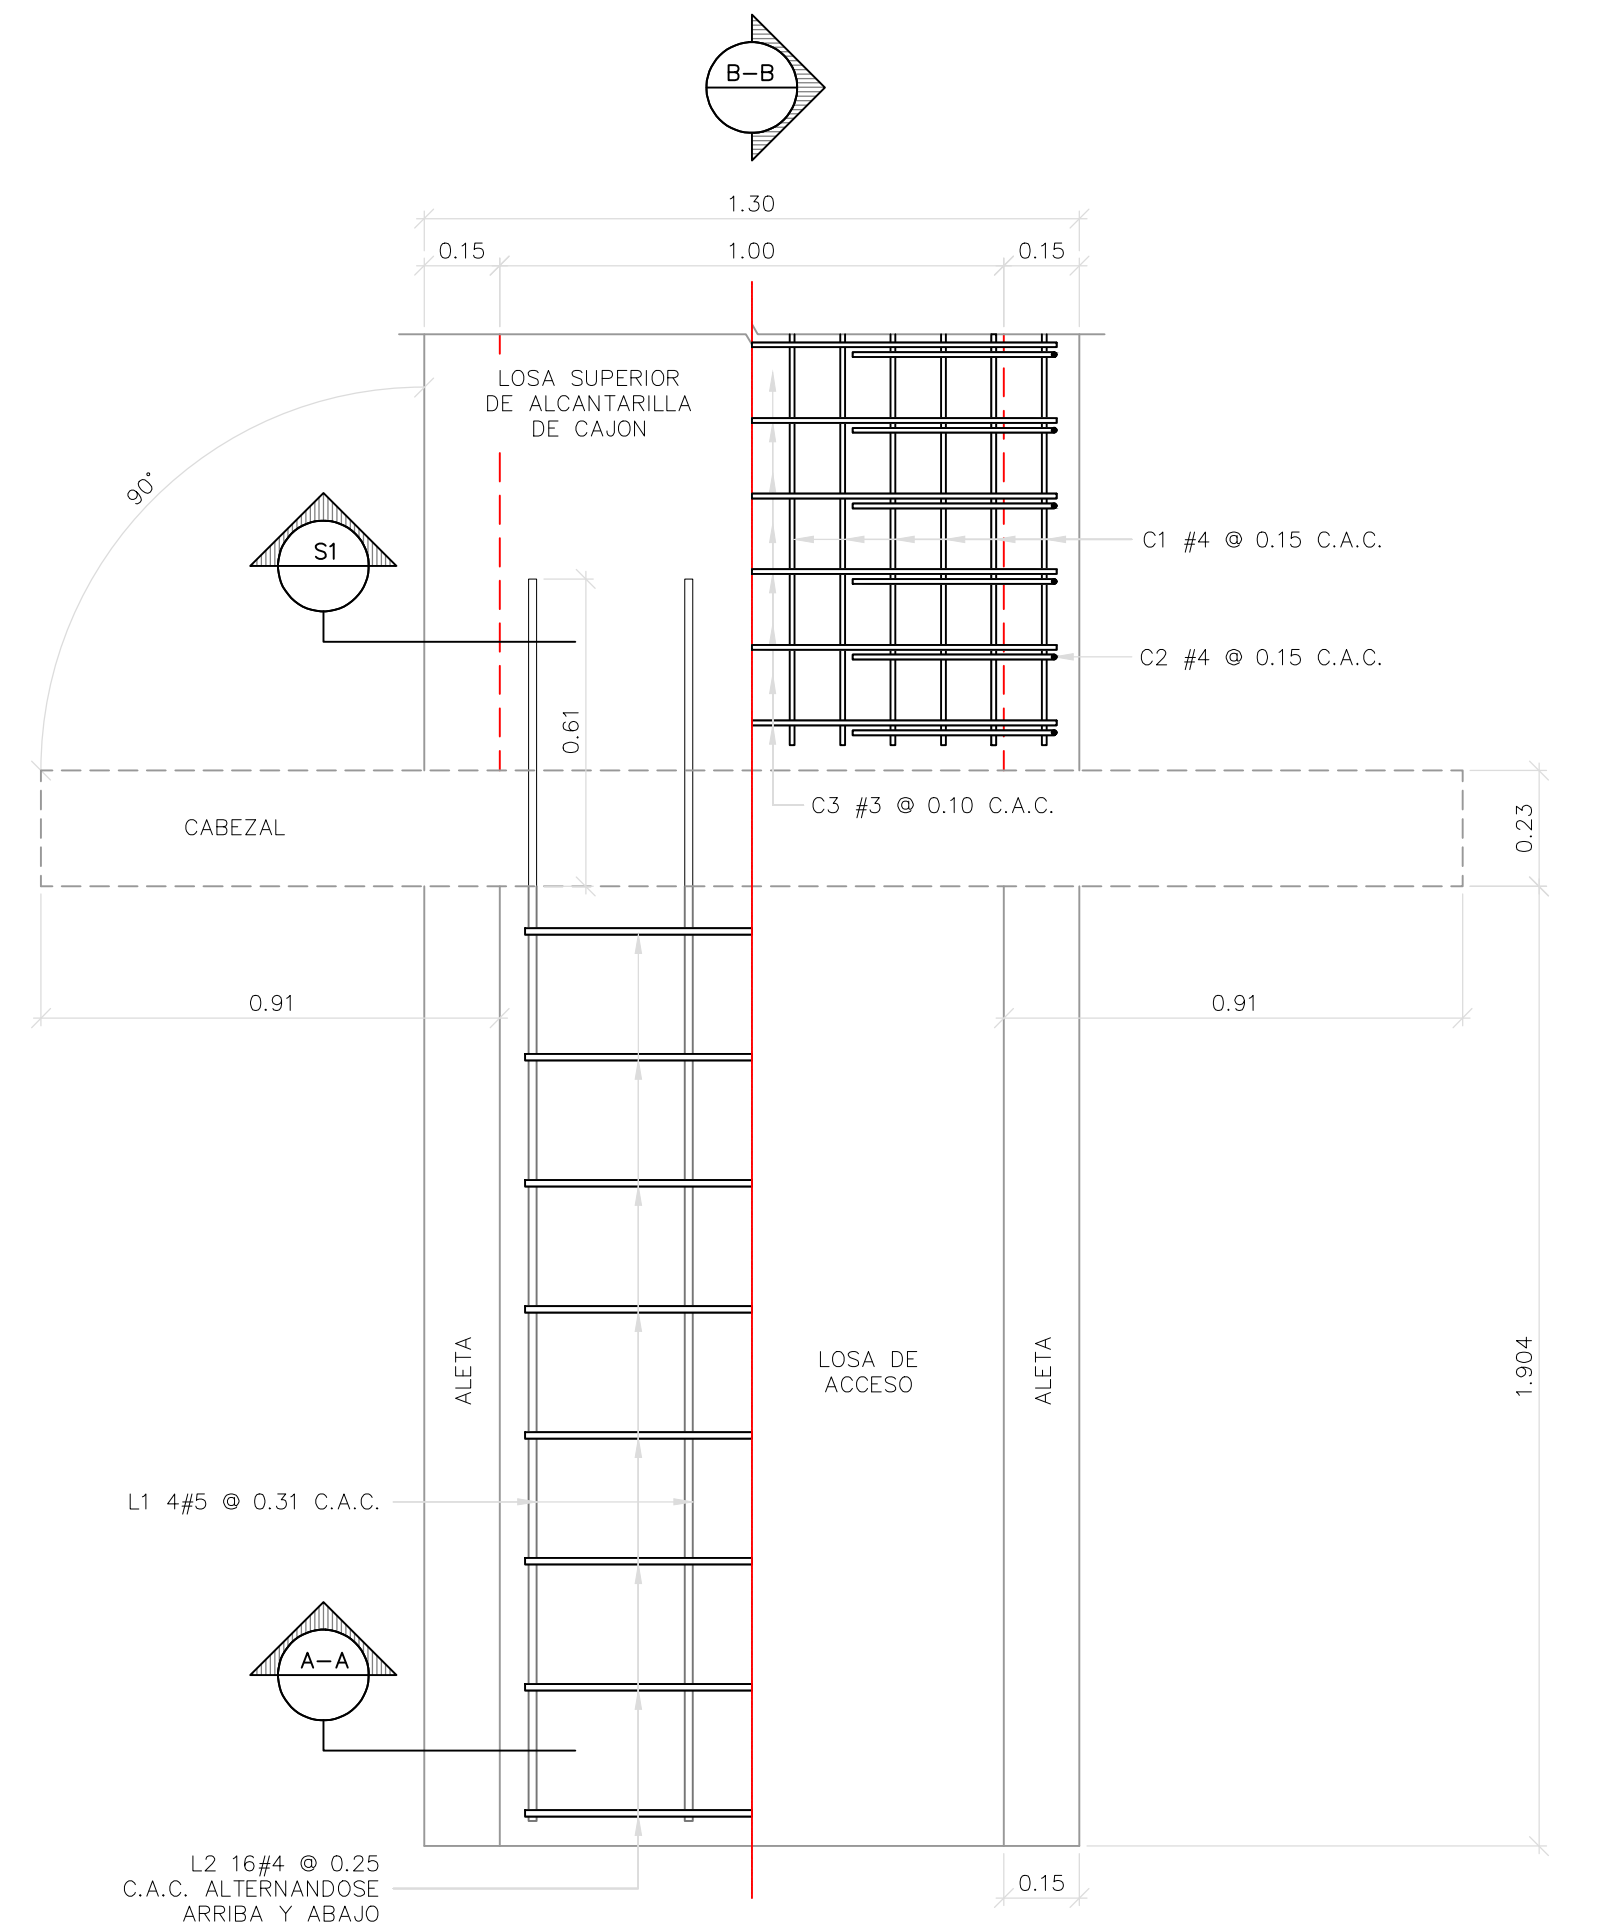 B-B
1.30
0.15
1.00
0.15
LOSA SUPERIOR
DE ALCANTARILLA
DE CAJON
90°
S1
C1 #4 @ 0.15 C.A.C.
C2 #4 @ 0.15 C.A.C.
0.61
C3 #3 @ 0.10 C.A.C.
CABEZAL
0.23
0.91
0.91
ALETA
LOSA DE
ACCESO
ALETA
1.904
L1 4#5 @ 0.31 C.A.C.
A-A
L2 16#4 @ 0.25
C.A.C. ALTERNANDOSE
ARRIBA Y ABAJO
0.15